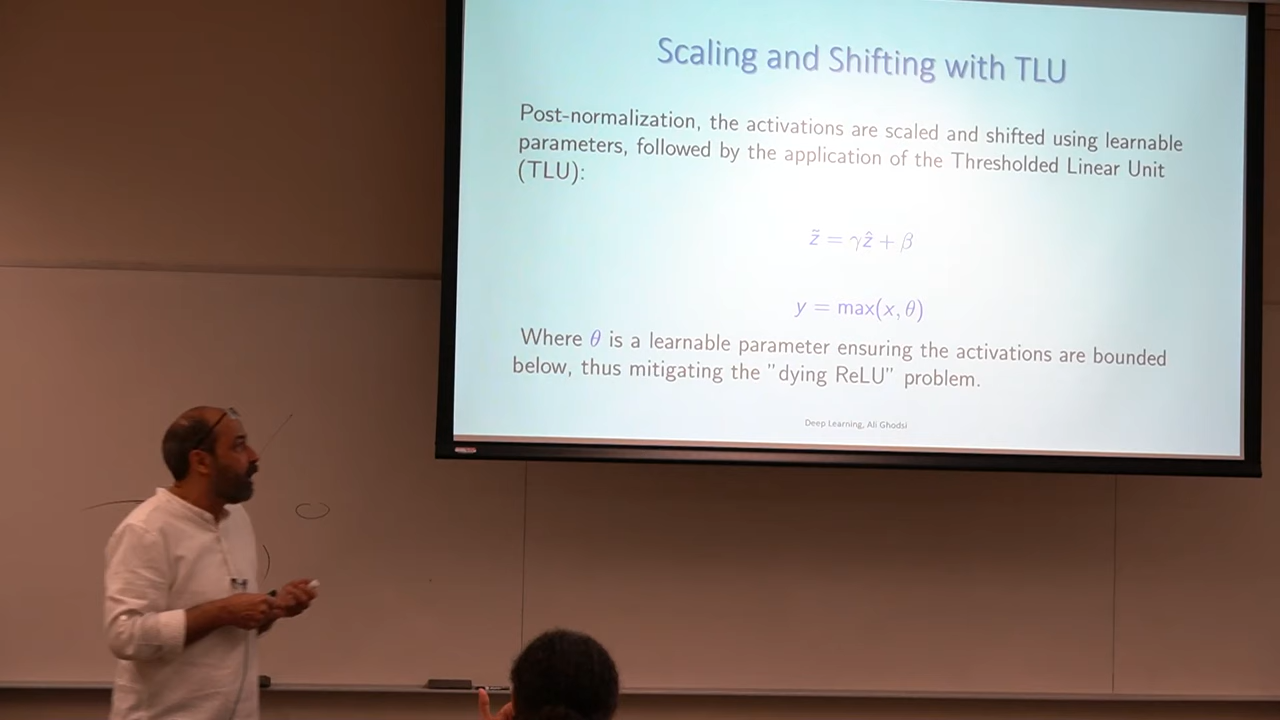 Scaling and Shifting with TLU
Post-normalization, the activations are scaled and shifted using learnable
parameters, followed by the application of the Thresholded Linear Unit
(TLU):
z̃ = γẑ + β
y = max(x, θ)
Where θ is a learnable parameter ensuring the activations are bounded
below, thus mitigating the "dying ReLU" problem.
Deep Learning, Ali Ghodsi